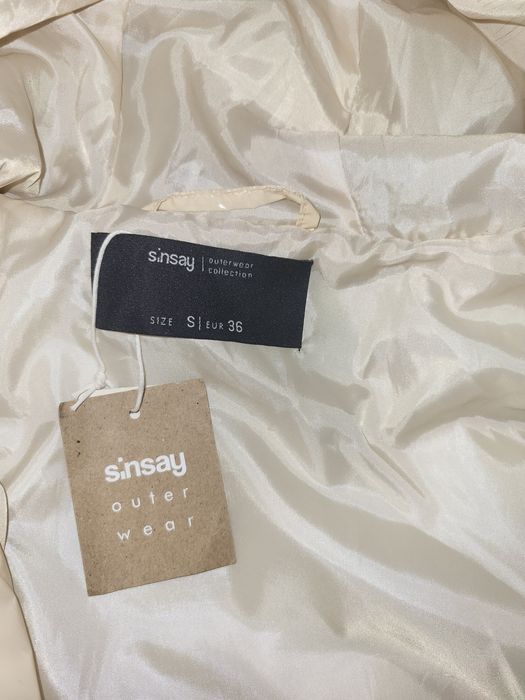 sinsay | outerwear
collection
SIZE S | EUR 36
sinsay
outer
wear